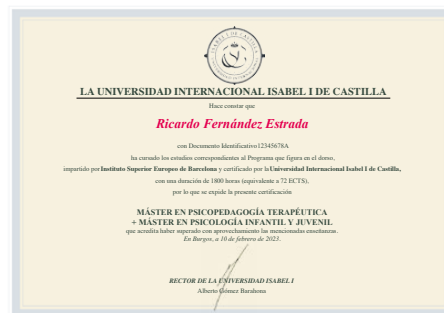 ISABEL I DE CASTILLA
LA UNIVERSIDAD INTERNACIONAL ISABEL I DE CASTILLA
Hace constar que
Ricardo Fernández Estrada
con Documento Identificativo12345678A
ha cursado los estudios correspondientes al Programa que figura en el dorso,
impartido por Instituto Superior Europeo de Barcelona y certificado por la Universidad Internacional Isabel I de Castilla,
con una duración de 1800 horas (equivalente a 72 ECTS),
por lo que se expide la presente certificación
MÁSTER EN PSICOPEDAGOGÍA TERAPÉUTICA
+ MÁSTER EN PSICOLOGÍA INFANTIL Y JUVENIL
que acredita haber superado con aprovechamiento las mencionadas enseñanzas.
En Burgos, a 10 de febrero de 2023.
RECTOR DE LA UNIVERSIDAD ISABEL I
Alberto Gómez Barahona